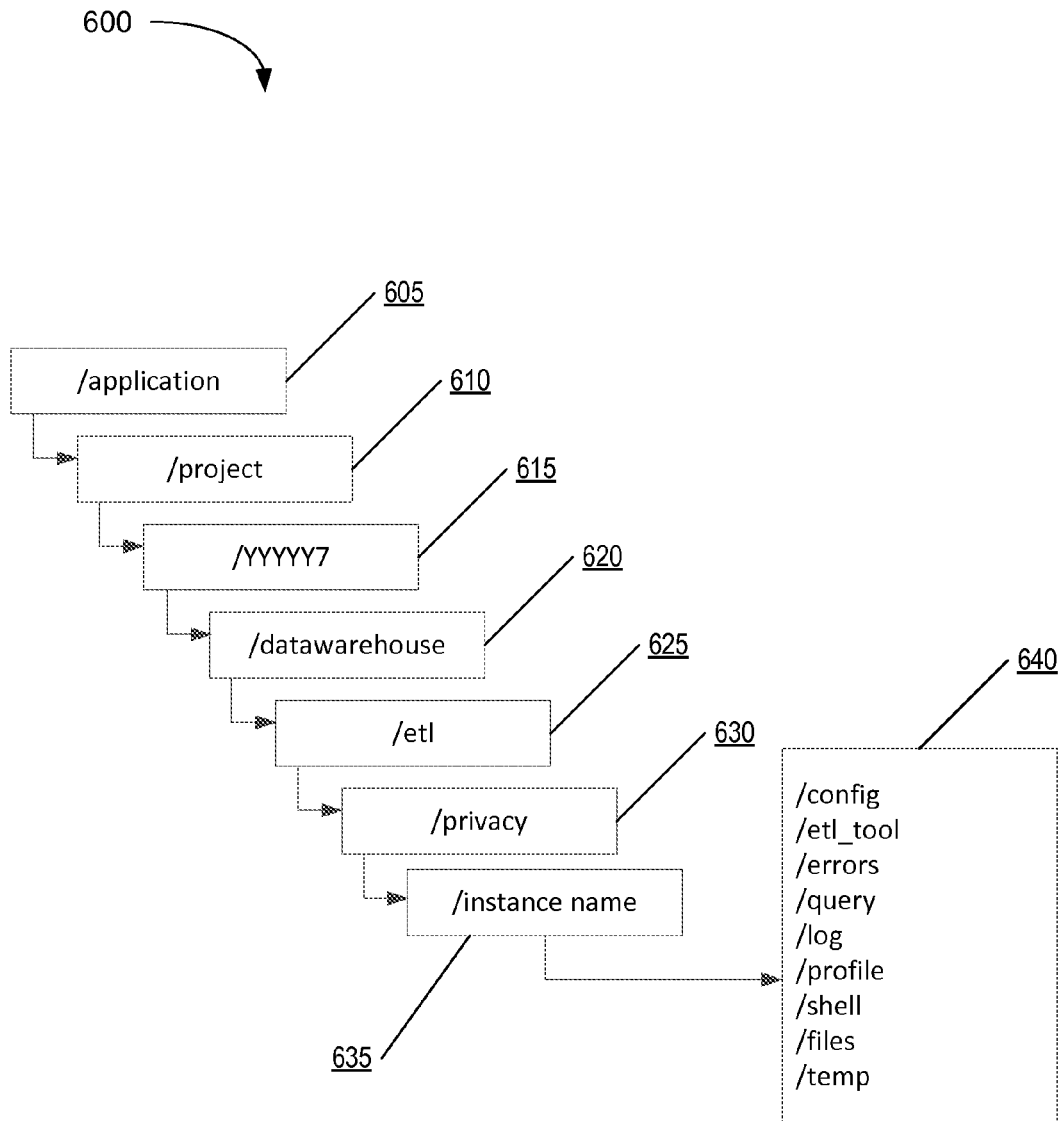 600
605
/application
610
/project
615
/YYYYY7
620
/datawarehouse
625
/etl
640
630
/privacy
/instance name
635
/config
/etl_tool
/errors
/query
/log
/profile
/shell
/files
/temp